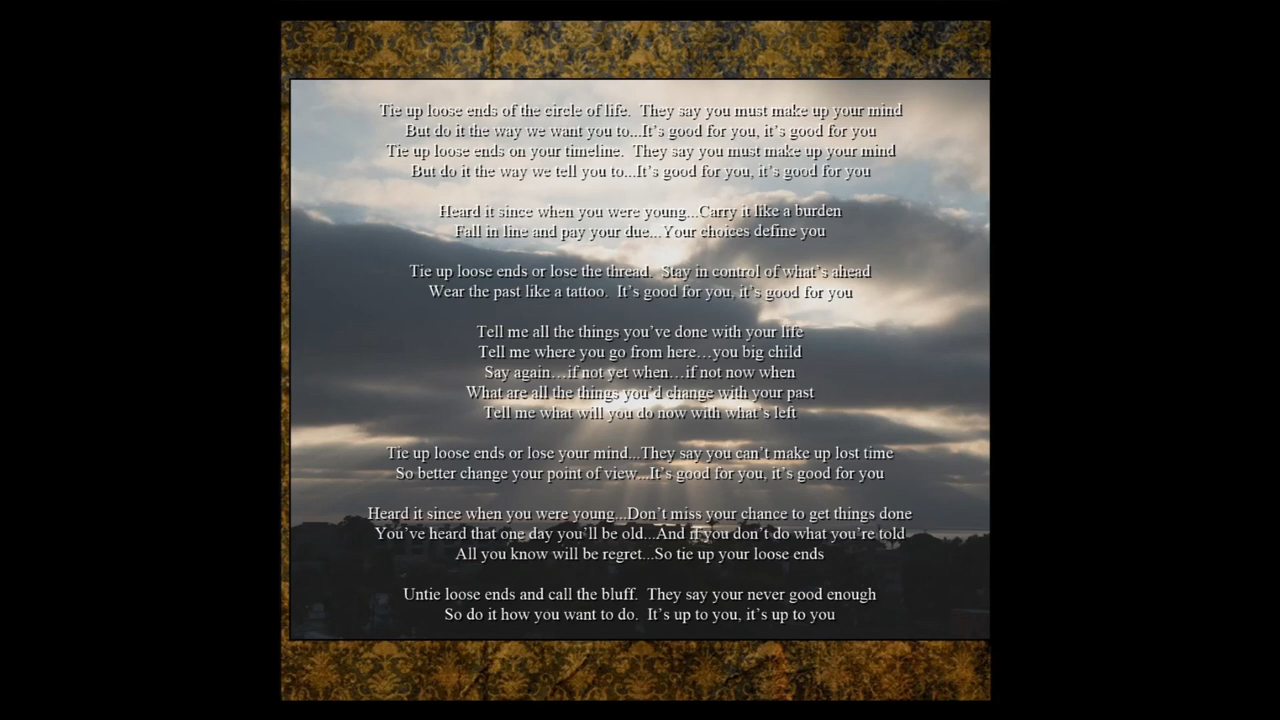 Tie up loose ends of the circle of life.  They say you must make up your mind
But do it the way we want you to...It's good for you, it's good for you
Tie up loose ends on your timeline.  They say you must make up your mind
But do it the way we tell you to...It's good for you, it's good for you
Heard it since when you were young...Carry it like a burden
Fall in line and pay your due...Your choices define you
Tie up loose ends or lose the thread.  Stay in control of what's ahead
Wear the past like a tattoo.  It's good for you, it's good for you
Tell me all the things you've done with your life
Tell me where you go from here…you big child
Say again…if not yet when…if not now when
What are all the things you'd change with your past
Tell me what will you do now with what's left
Tie up loose ends or lose your mind...They say you can't make up lost time
So better change your point of view...It's good for you, it's good for you
Heard it since when you were young...Don't miss your chance to get things done
You've heard that one day you'll be old...And if you don't do what you're told
All you know will be regret...So tie up your loose ends
Untie loose ends and call the bluff.  They say your never good enough
So do it how you want to do.  It's up to you, it's up to you